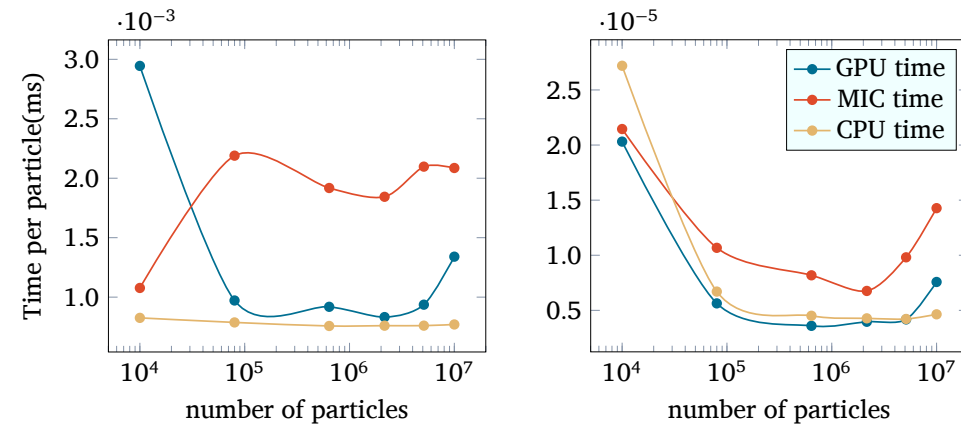 ·10⁻³
3.0
2.5
2.0
1.5
1.0
10⁴ 10⁵ 10⁶ 10⁷
number of particles
Time per particle(ms)
·10⁻⁵
2.5
2.0
1.5
1.0
0.5
10⁴ 10⁵ 10⁶ 10⁷
number of particles
GPU time
MIC time
CPU time